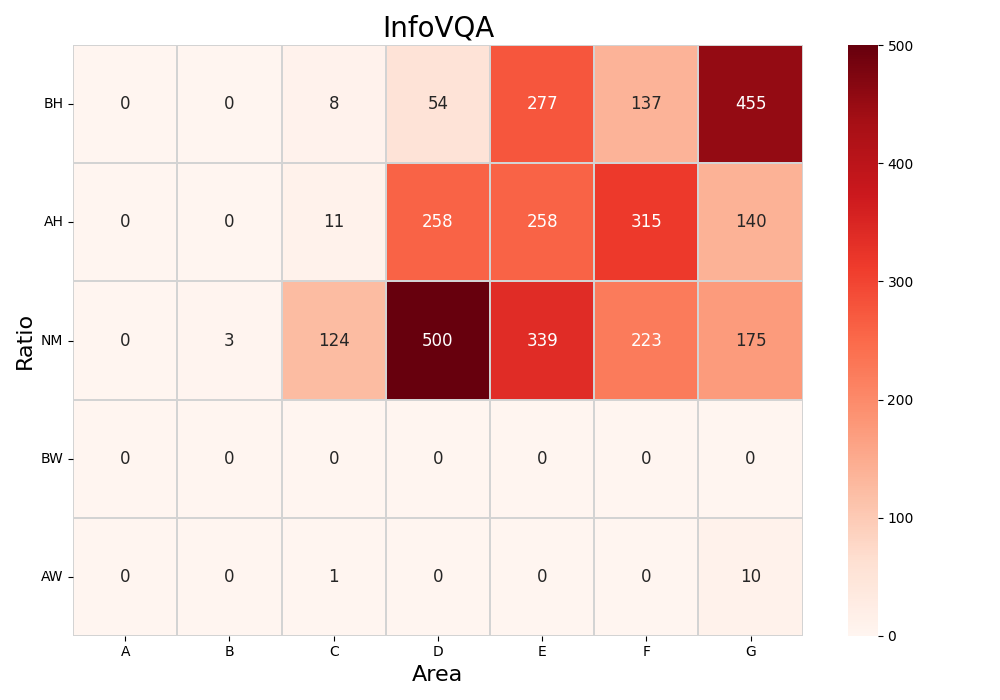 InfoVQA
BH 0 0 8 54 277 137 455
AH 0 0 11 258 258 315 140
NM 0 3 124 500 339 223 175
BW 0 0 0 0 0 0 0
AW 0 0 1 0 0 0 10
A B C D E F G
Ratio
Area
500
400
300
200
100
0